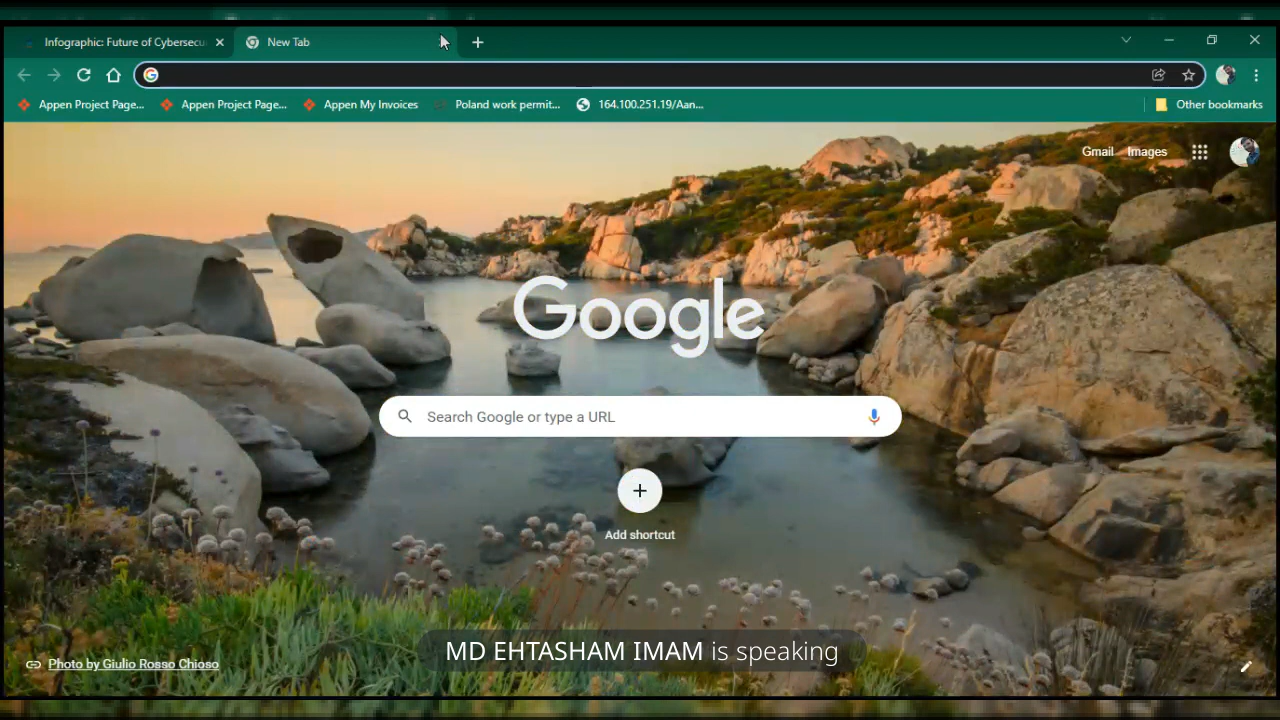 Infographic: Future of Cybersecu
New Tab
Appen Project Page...
Appen Project Page...
Appen My Invoices
Poland work permit...
164.100.251.19/Aan...
Other bookmarks
Gmail
Images
Google
Search Google or type a URL
Add shortcut
MD EHTASHAM IMAM is speaking
Photo by Giulio Rosso Chioso